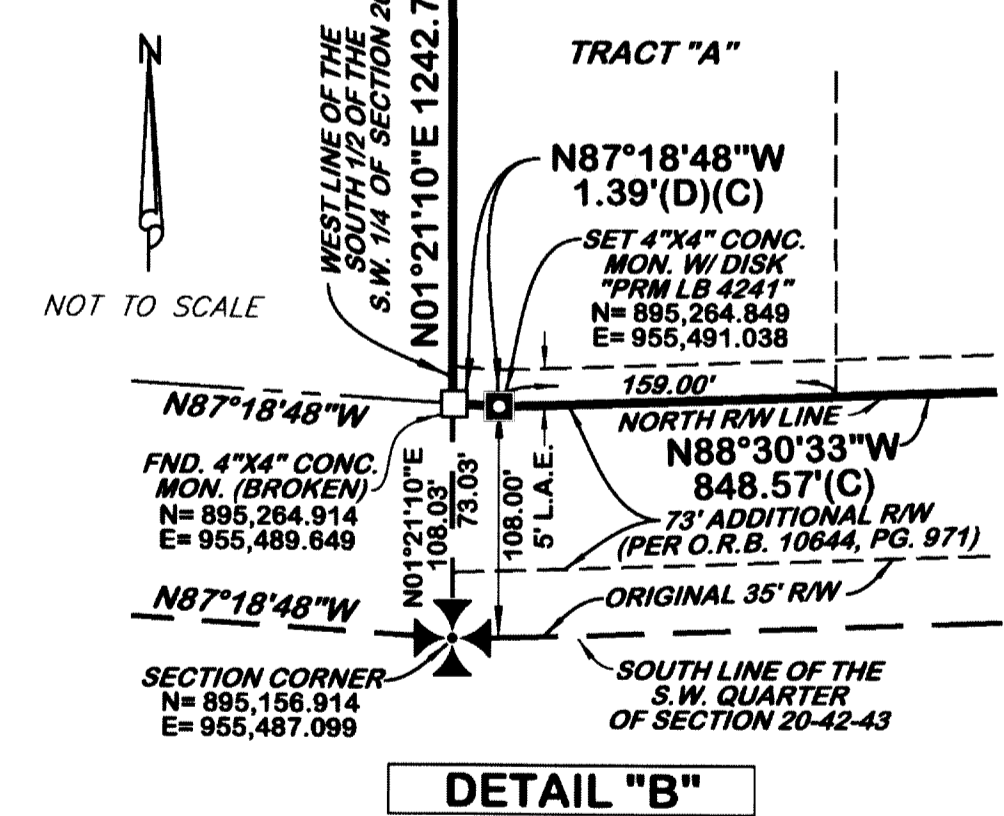 N
NOT TO SCALE
WEST LINE OF THE
SOUTH 1/2 OF THE
S.W. 1/4 OF SECTION
N01°21'10"E 1242.7
TRACT "A"
N87°18'48"W
1.39'(D)(C)
SET 4"X4" CONC.
MON. W/ DISK
"PRM LB 4241"
N= 895,264.849
E= 955,491.038
159.00'
NORTH R/W LINE
N88°30'33"W
848.57'(C)
N87°18'48"W
FND. 4"X4" CONC.
MON. (BROKEN)
N= 895,264.914
E= 955,489.649
N01°21'10"E
108.03'
73.03'
108.00'
5' L.A.E.
73' ADDITIONAL R/W
(PER O.R.B. 10644, PG. 971)
ORIGINAL 35' R/W
N87°18'48"W
SECTION CORNER
N= 895,156.914
E= 955,487.099
SOUTH LINE OF THE
S.W. QUARTER
OF SECTION 20-42-43
DETAIL "B"